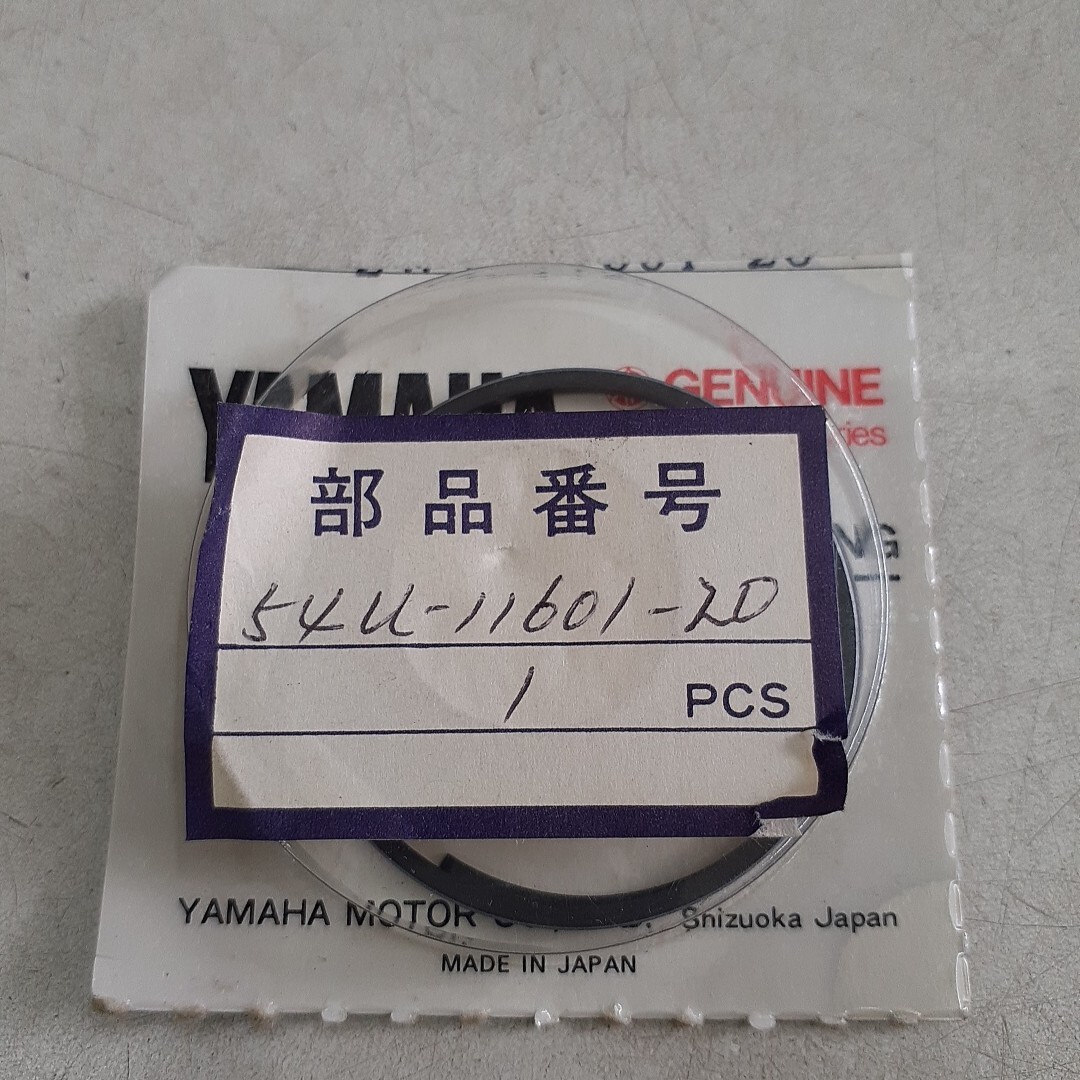 YAMAHA
GENUINE
部品番号
54U-11601-20
1 PCS
YAMAHA MOTOR Shizuoka Japan
MADE IN JAPAN